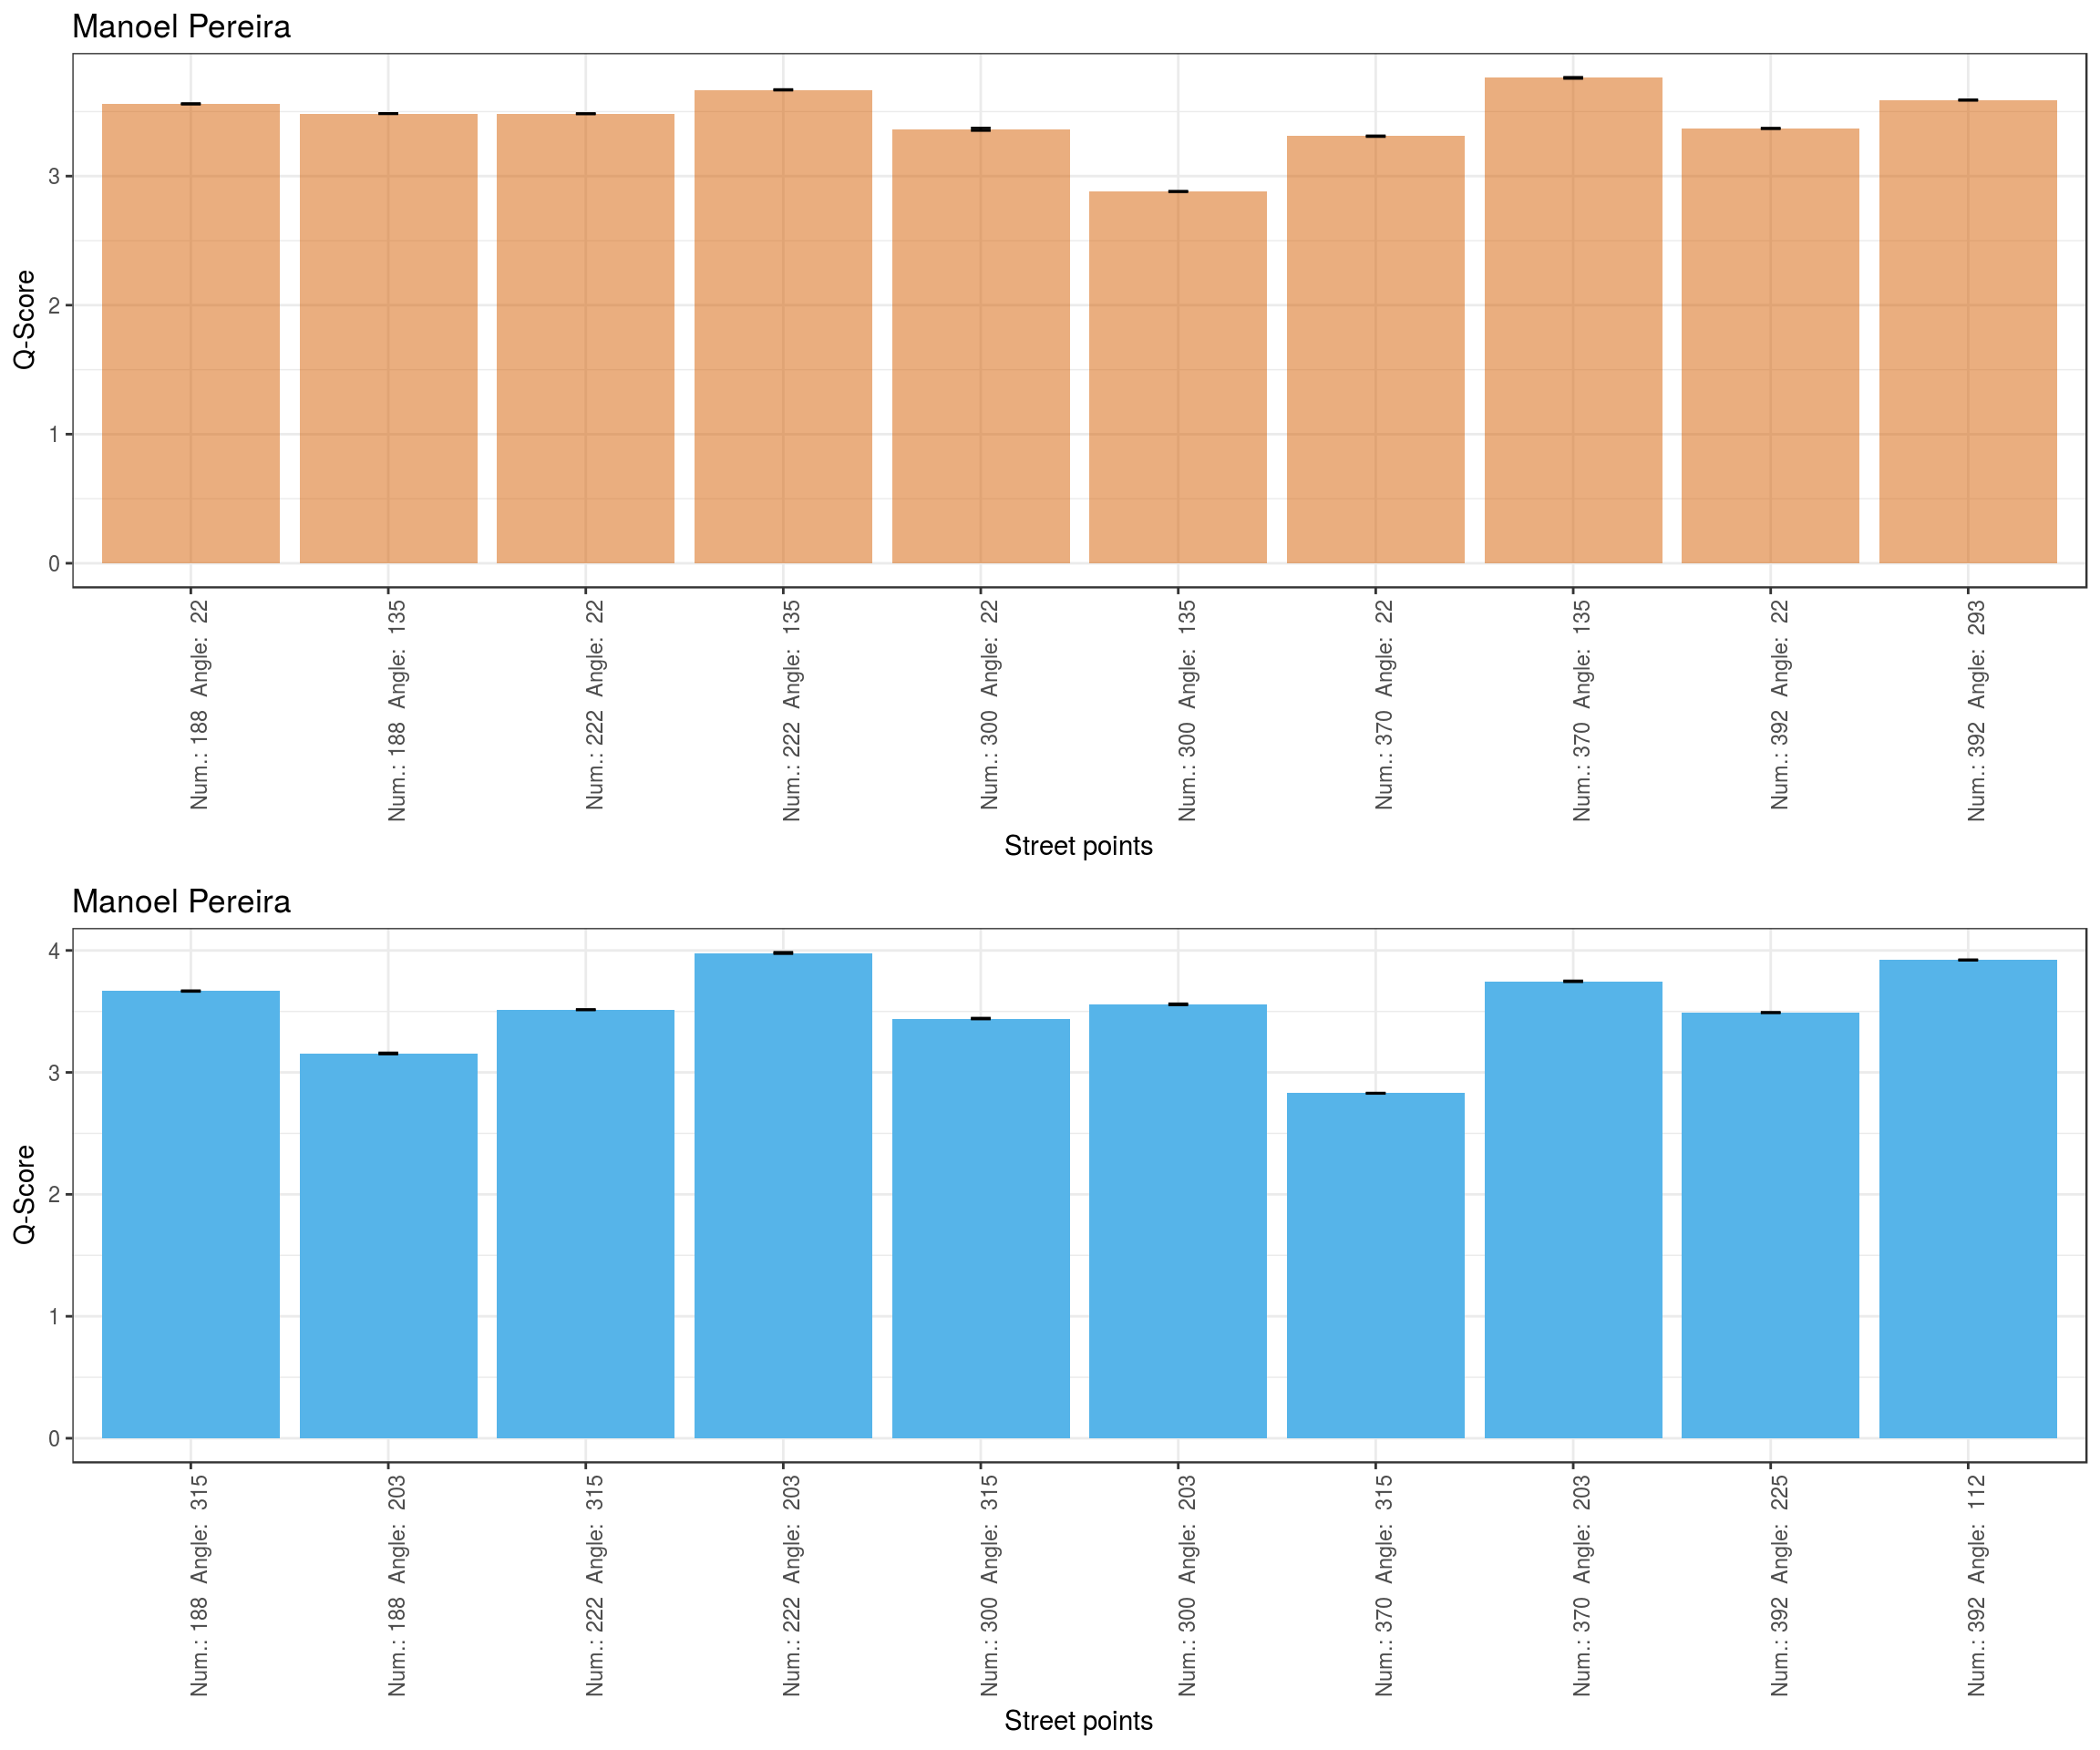 Manoel Pereira
Q-Score
3
2
1
0
Num.: 188 Angle: 22
Num.: 188 Angle: 135
Num.: 222 Angle: 22
Num.: 222 Angle: 135
Num.: 300 Angle: 22
Num.: 300 Angle: 135
Num.: 370 Angle: 22
Num.: 370 Angle: 135
Num.: 392 Angle: 22
Num.: 392 Angle: 293
Street points
Manoel Pereira
Q-Score
4
3
2
1
0
Num.: 188 Angle: 315
Num.: 188 Angle: 203
Num.: 222 Angle: 315
Num.: 222 Angle: 203
Num.: 300 Angle: 315
Num.: 300 Angle: 203
Num.: 370 Angle: 315
Num.: 370 Angle: 203
Num.: 392 Angle: 225
Num.: 392 Angle: 112
Street points